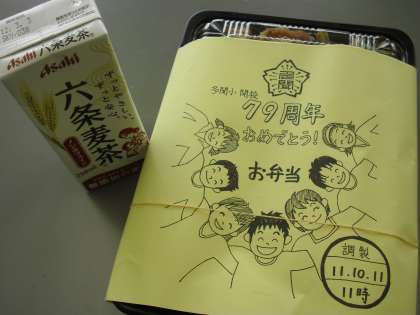 Asahi
六条麦茶
Asahi
六条麦茶
多聞小 開校
79周年
おめでとう!
お弁当
調製
11.10.11
11時